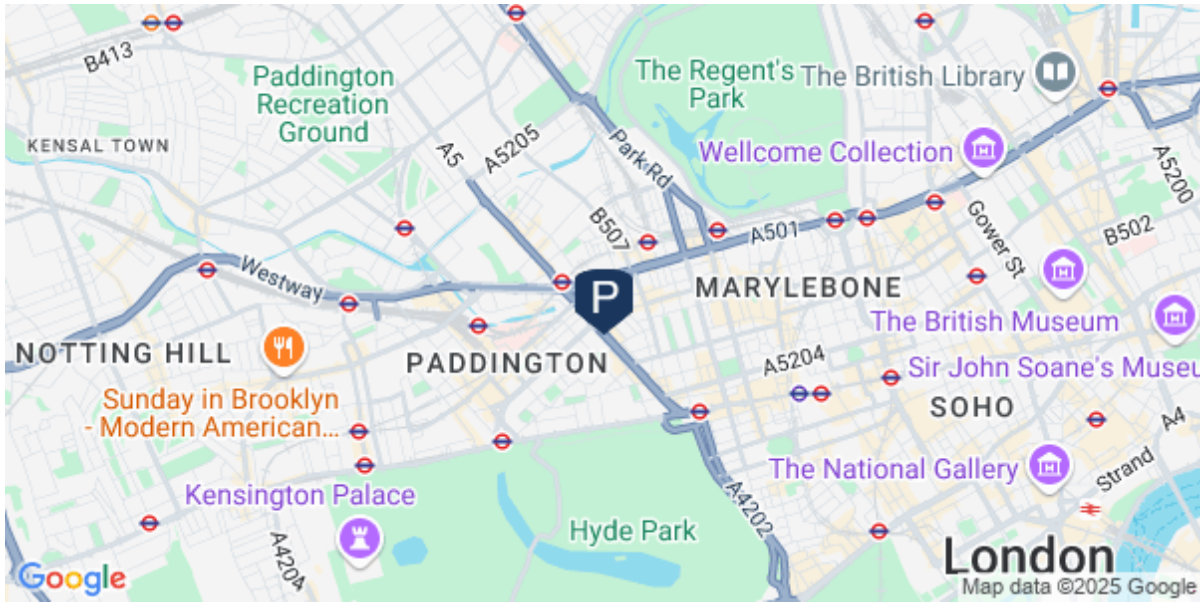 B413
Paddington
Recreation
Ground
KENSAL TOWN
A5
A5205
The Regent's
Park
The British Library
Park Rd
Wellcome Collection
A5200
B507
A501
Gower St
B502
Westway
P
MARYLEBONE
The British Museum
NOTTING HILL
PADDINGTON
A5204
Sir John Soane's Museu
Sunday in Brooklyn
- Modern American...
SOHO
A4
Kensington Palace
The National Gallery
Strand
A4202
Hyde Park
A4204
London
Google
Map data ©2025 Google